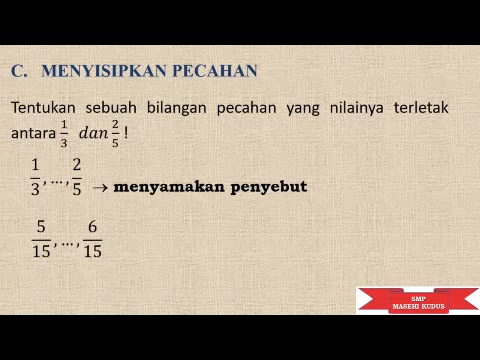 C. MENYISIPKAN PECAHAN
Tentukan sebuah bilangan pecahan yang nilainya terletak
antara 1/3 dan 2/5 !
1/3 , ... , 2/5 → menyamakan penyebut
5/15 , ... , 6/15
SMP
MASEHI KUDUS